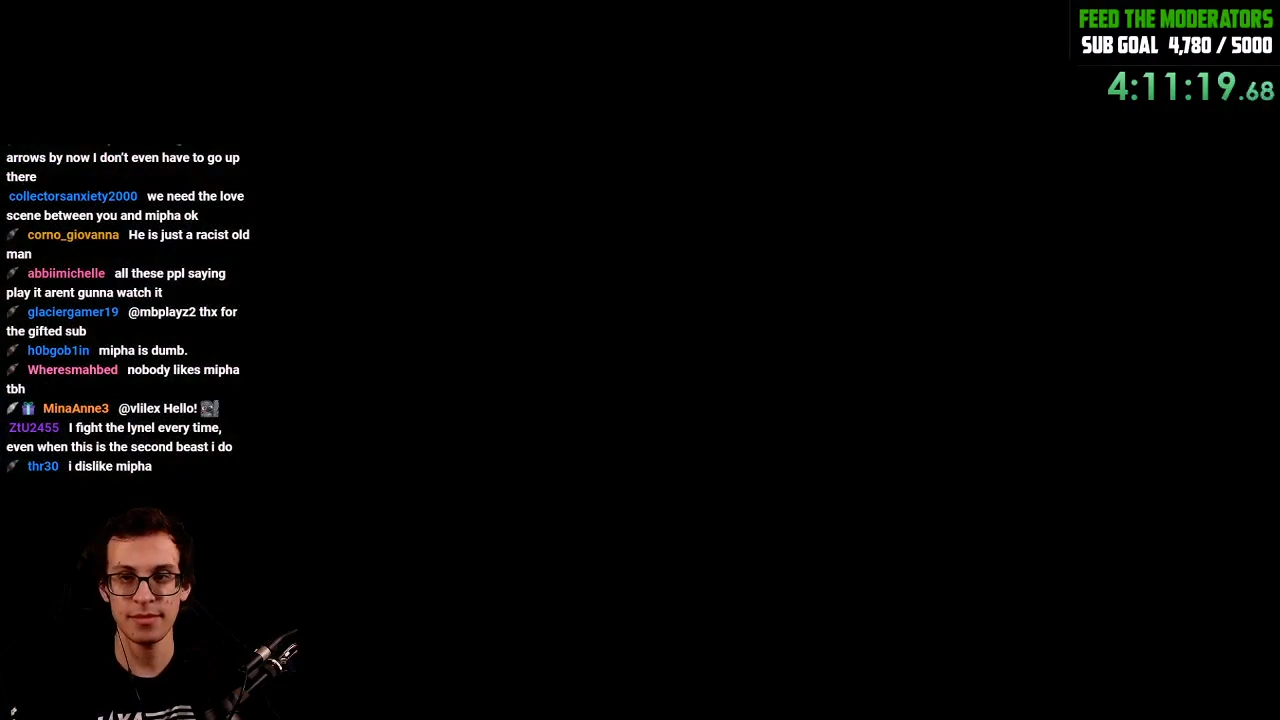 FEED THE MODERATORS
SUB GOAL 4,780 / 5000
4:11:19.68
arrows by now I don't even have to go up
there
collectorsanxiety2000 we need the love
scene between you and mipha ok
corno_giovanna He is just a racist old
man
abbiimichelle all these ppl saying
play it arent gunna watch it
glaciergamer19 @mbplayz2 thx for
the gifted sub
h0bgob1in mipha is dumb.
Wheresmahbed nobody likes mipha
tbh
MinaAnne3 @vlilex Hello!
ZtU2455 I fight the lynel every time,
even when this is the second beast i do
thr30 i dislike mipha